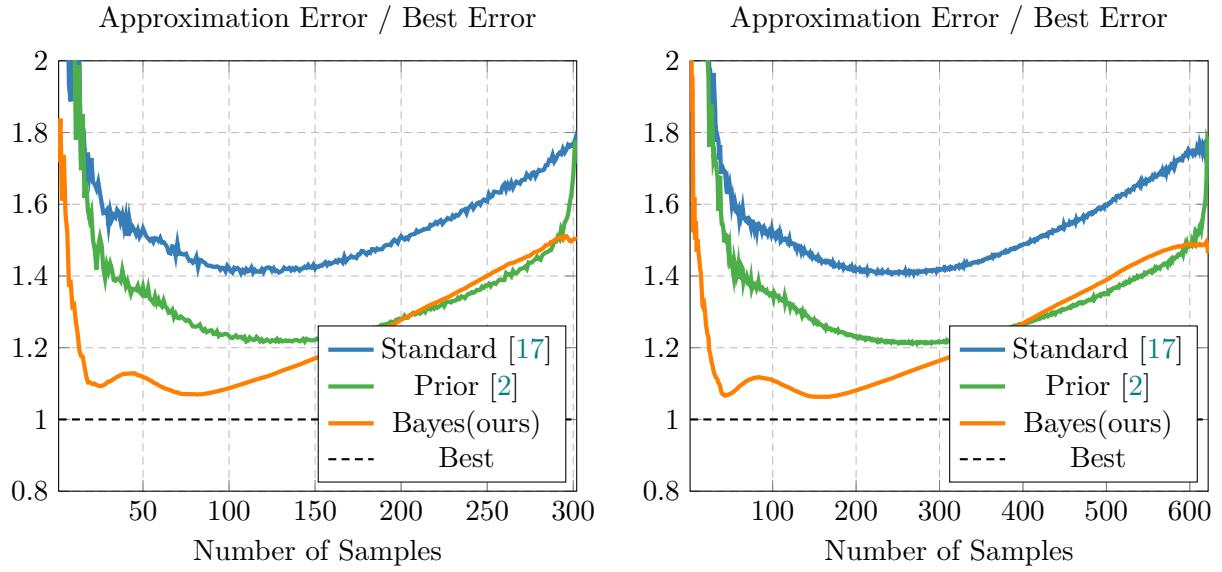 Approximation Error / Best Error
2
1.8
1.6
1.4
1.2
1
0.8
50 100 150 200 250 300
Number of Samples
Standard [17]
Prior [2]
Bayes(ours)
Best
Approximation Error / Best Error
2
1.8
1.6
1.4
1.2
1
0.8
100 200 300 400 500 600
Number of Samples
Standard [17]
Prior [2]
Bayes(ours)
Best